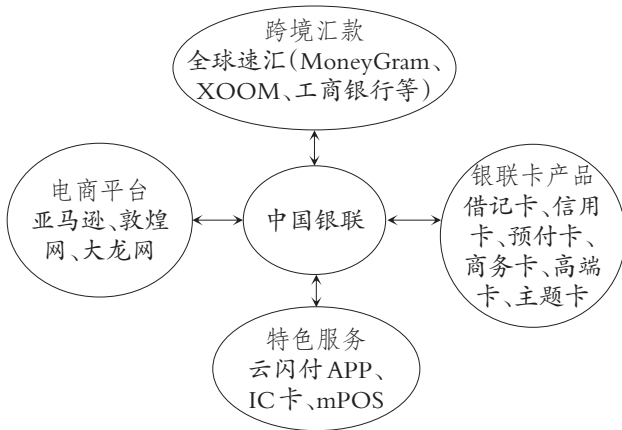 跨境汇款
全球速汇(MoneyGram、
XOOM、工商银行等)
电商平台
亚马逊、敦煌
网、大龙网
中国银联
银联卡产品
借记卡、信用
卡、预付卡、
商务卡、高端
卡、主题卡
特色服务
云闪付APP、
IC卡、mPOS